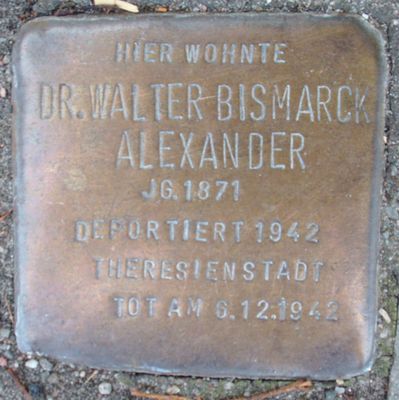 HIER WOHNTE
DR. WALTER BISMARCK
ALEXANDER
JG. 1871
DEPORTIERT 1942
THERESIENSTADT
TOT AM 6.12.1942